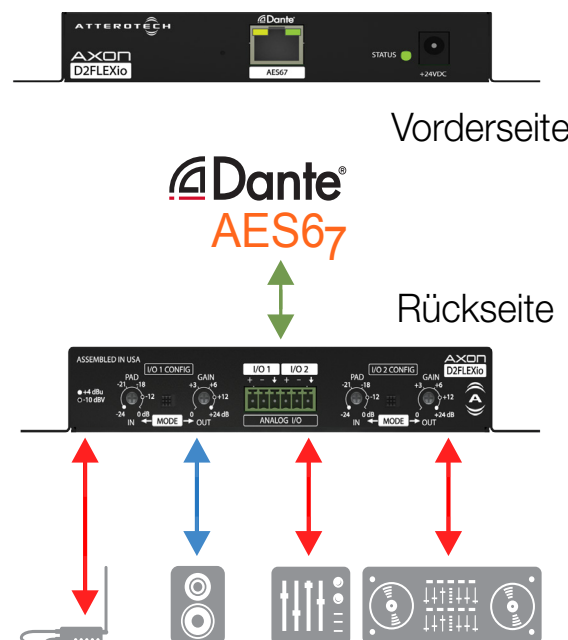 ATTEROTECH
Dante™
AXON
D2FLEXio
AES67
STATUS
+24VDC
Vorderseite
Dante®
AES67
Rückseite
ASSEMBLED IN USA
I/O 1 CONFIG
I/O 1 I/O 2
I/O 2 CONFIG
AXON
D2FLEXio
PAD
GAIN
+ − ↓ + − ↓
PAD
GAIN
-21 -18 +3 +6
-21 -18 +3 +6
+4 dBu
-10 dBV
-12 +12
-12 +12
-24 0 dB 0 +24 dB
-24 0 dB 0 +24 dB
IN ← MODE → OUT
ANALOG I/O
IN ← MODE → OUT
A